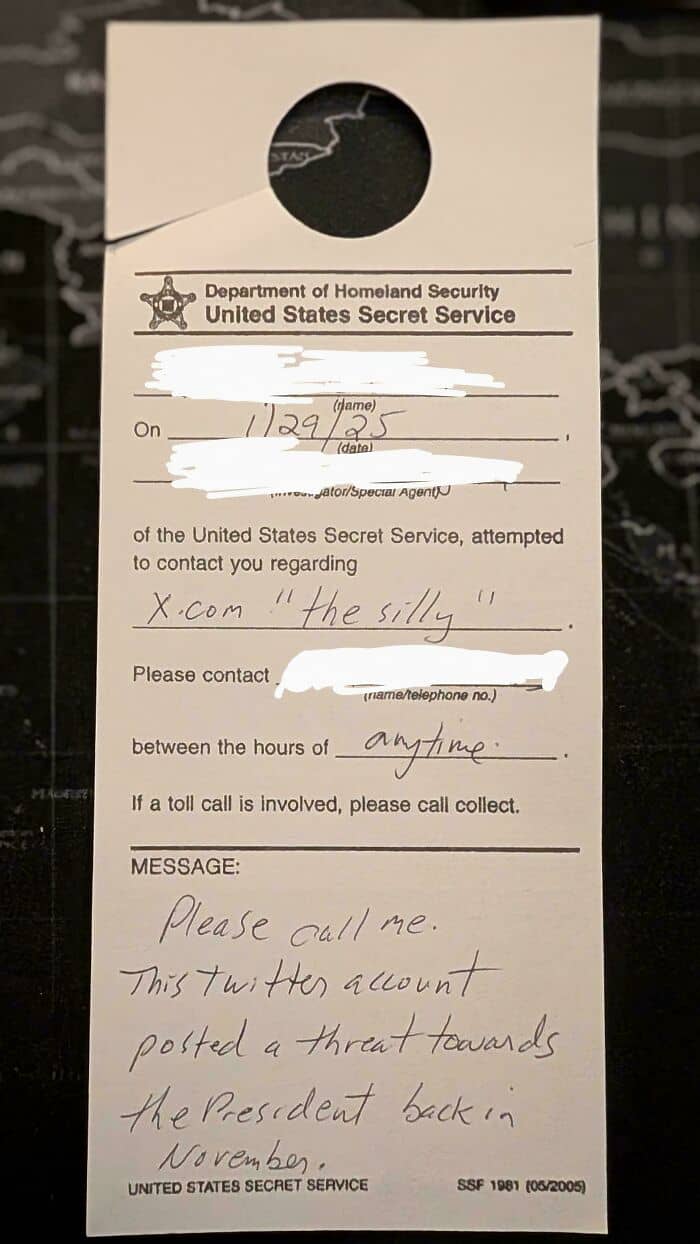 Department of Homeland Security
United States Secret Service
(name)
On 1/29/25 ,
(date)
of the United States Secret Service, attempted
to contact you regarding
X.com "the silly" .
Please contact
(name/telephone no.)
between the hours of anytime. .
If a toll call is involved, please call collect.
MESSAGE:
Please call me.
This twitter account
posted a threat towards
the President back in
November.
UNITED STATES SECRET SERVICE SSF 1981 (05/2005)